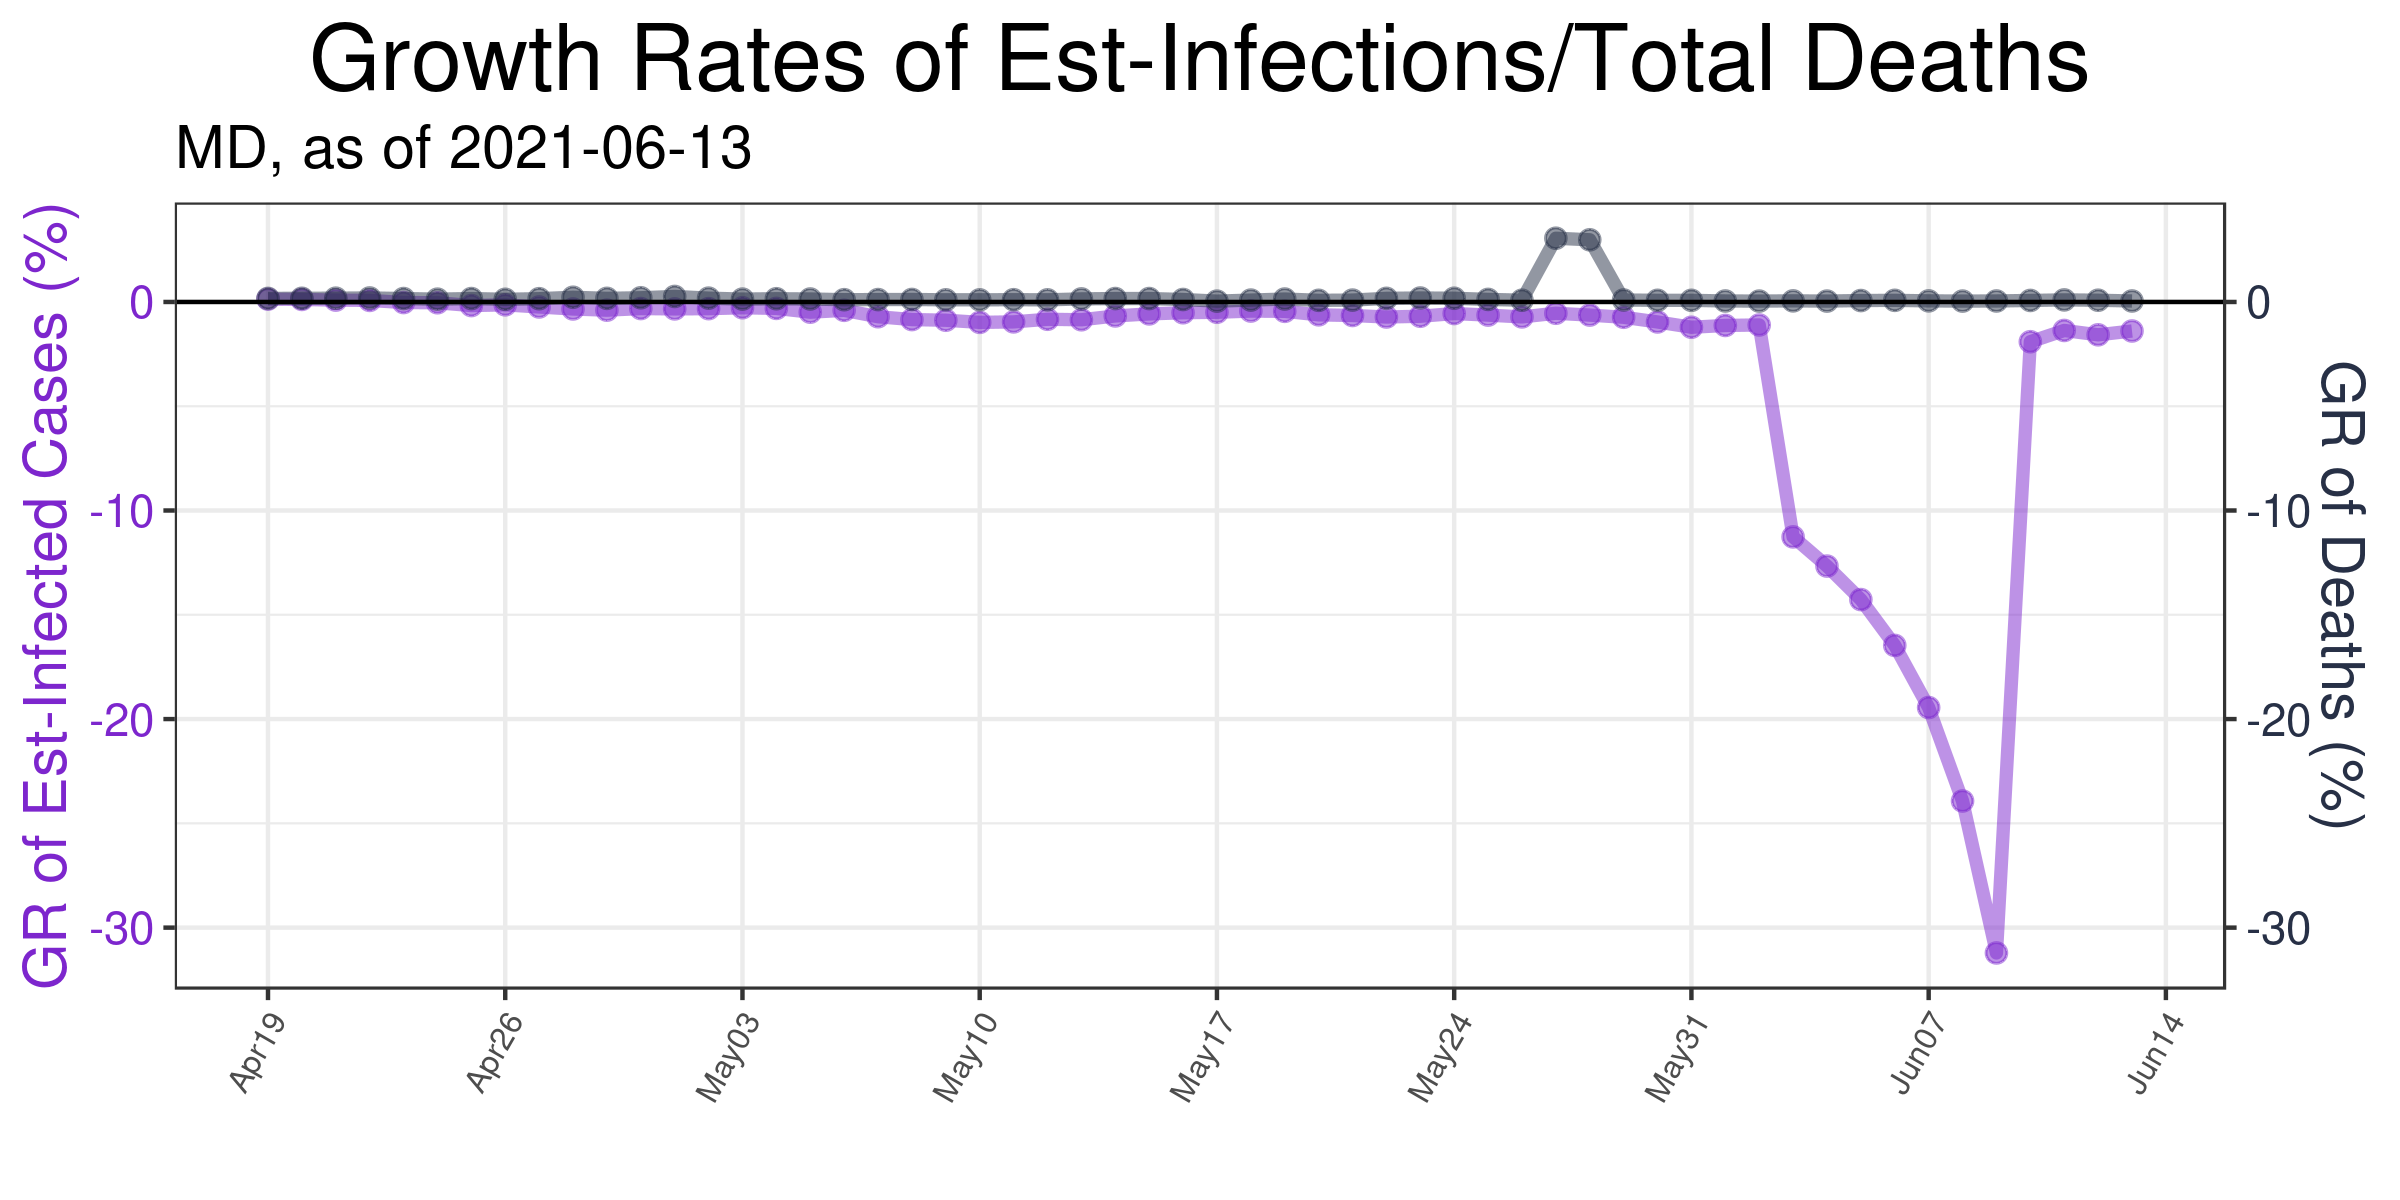 Growth Rates of Est-Infections/Total Deaths
MD, as of 2021-06-13
GR of Est-Infected Cases (%)
0
-10
-20
-30
0
-10
-20
-30
GR of Deaths (%)
Apr19
Apr26
May03
May10
May17
May24
May31
Jun07
Jun14